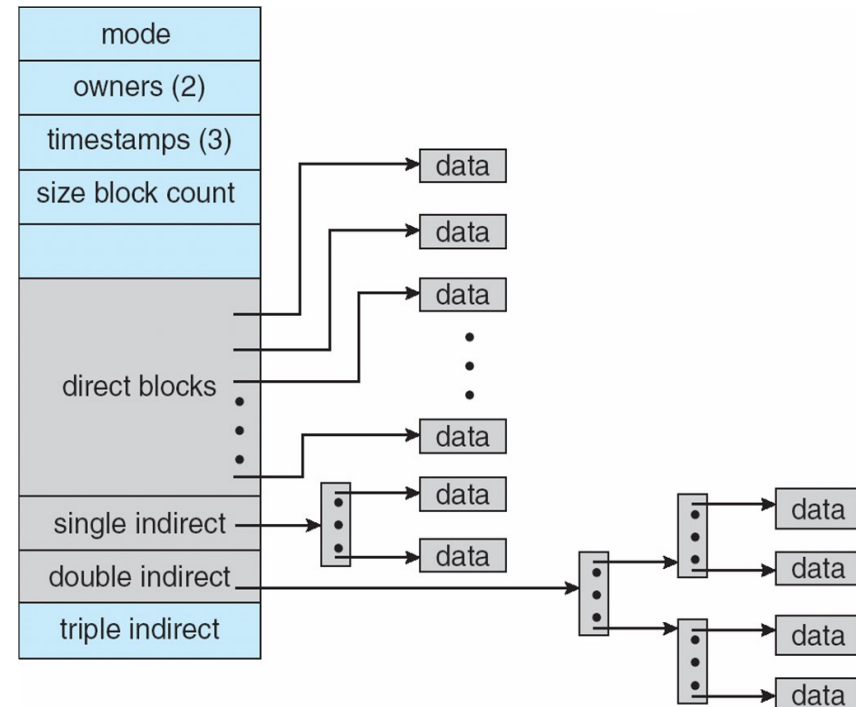 mode
owners (2)
timestamps (3)
size block count
data
data
data
direct blocks
data
single indirect
data
data
double indirect
triple indirect
data
data
data
data